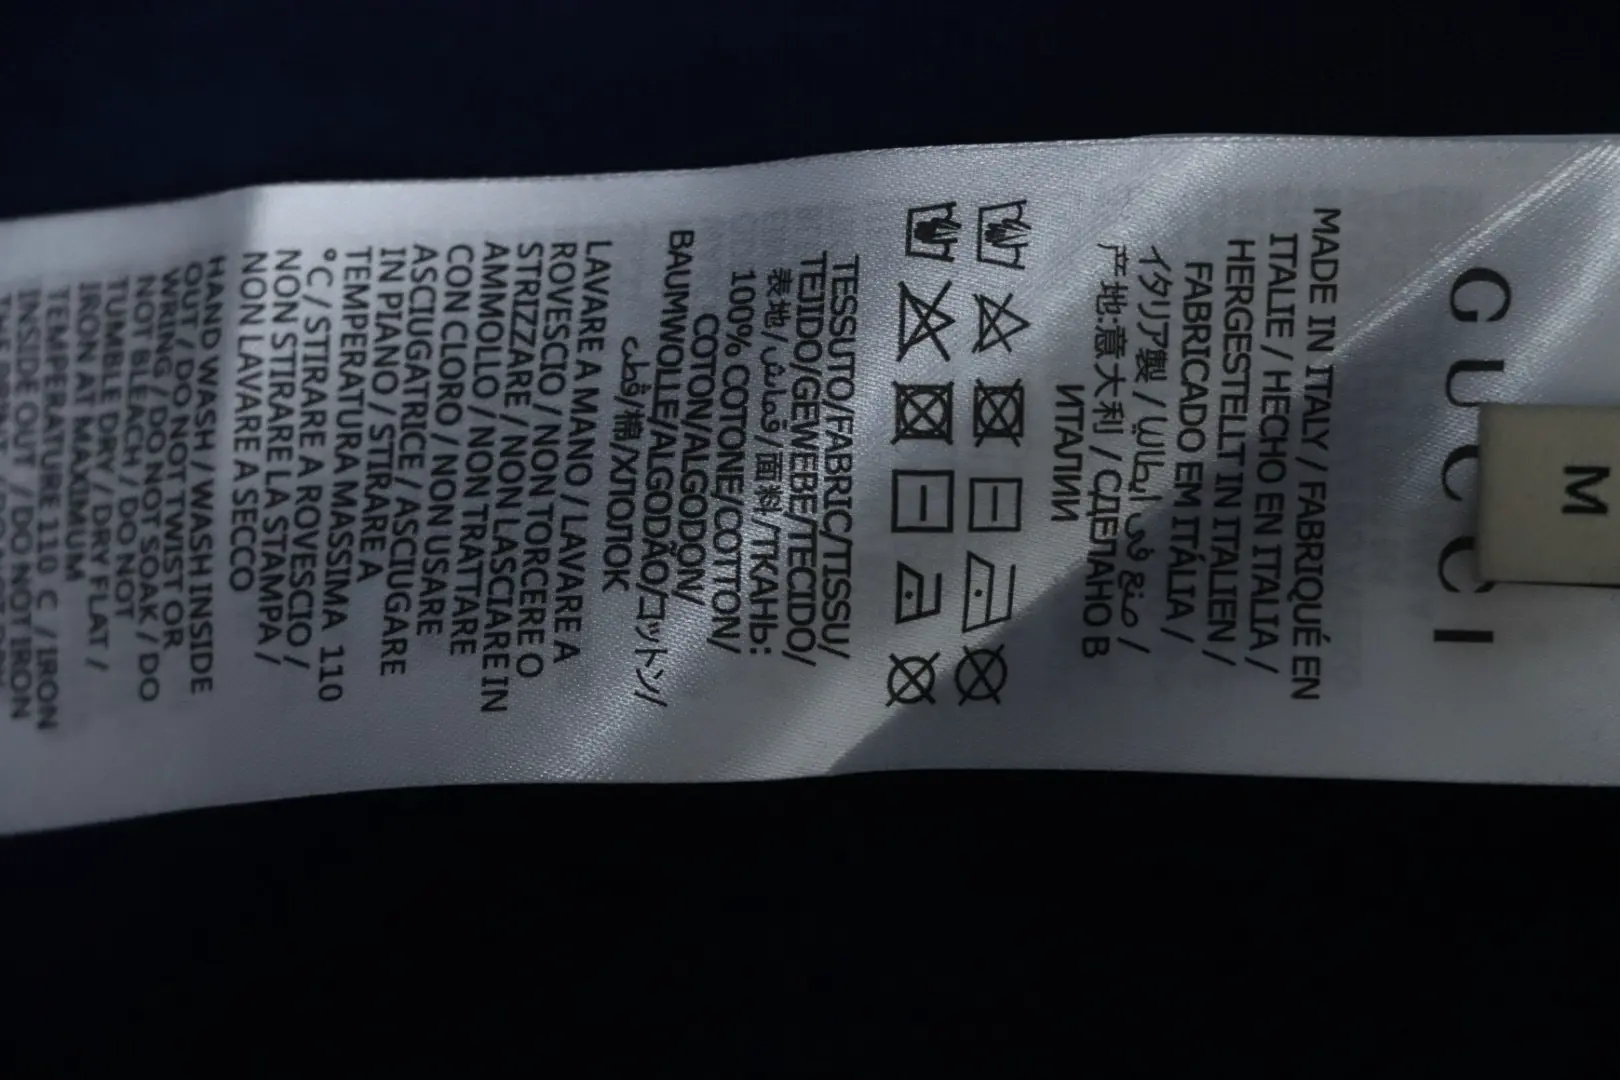 GUCCI
M
MADE IN ITALY / FABRIQUÉ EN
ITALIE / HECHO EN ITALIA /
HERGESTELLT IN ITALIEN /
FABRICADO EM ITÁLIA /
イタリア製 / صنع في إيطاليا /
产地:意大利 / СДЕЛАНО В
ИТАЛИИ
TESSUTO/FABRIC/TISSU/
TEJIDO/GEWEBE/TECIDO/
表地/قماش/面料/ТКАНЬ:
100% COTONE/COTTON/
COTON/ALGODÓN/
BAUMWOLLE/ALGODÃO/コットン/
قطن/棉/ХЛОПОК
LAVARE A MANO / LAVARE A
ROVESCIO / NON TORCERE O
STRIZZARE / NON LASCIARE IN
AMMOLLO / NON TRATTARE
CON CLORO / NON USARE
ASCIUGATRICE / ASCIUGARE
IN PIANO / STIRARE A
TEMPERATURA MASSIMA 110
°C / STIRARE A ROVESCIO /
NON STIRARE LA STAMPA /
NON LAVARE A SECCO
HAND WASH / WASH INSIDE
OUT / DO NOT TWIST OR
WRING / DO NOT SOAK / DO
NOT BLEACH / DO NOT
TUMBLE DRY / DRY FLAT /
IRON AT MAXIMUM
TEMPERATURE 110 C / IRON
INSIDE OUT / DO NOT IRON